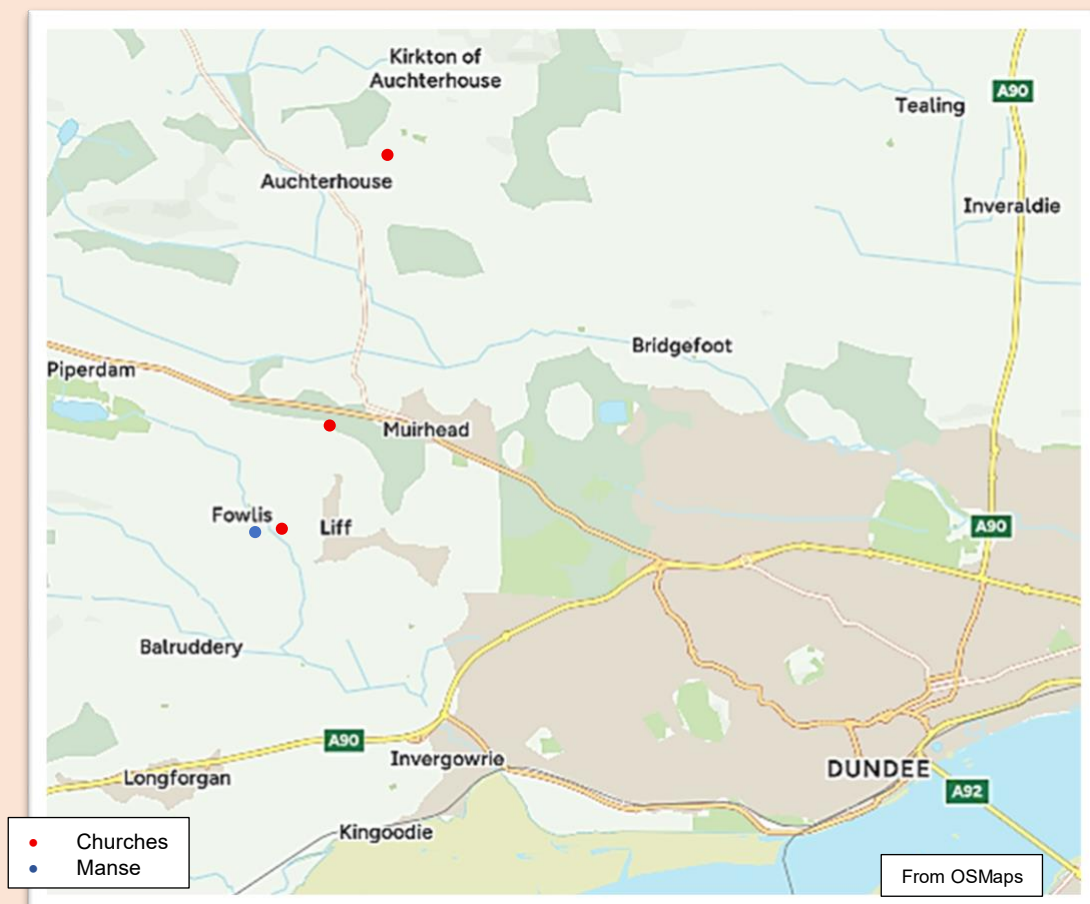 Kirkton of
Auchterhouse
A90
Tealing
Auchterhouse
Inveraldie
Bridgefoot
Piperdam
Muirhead
Fowlis
Liff
A90
Balruddery
A90
Invergowrie
Longforgan
DUNDEE
A92
Kingoodie
Churches
Manse
From OSMaps